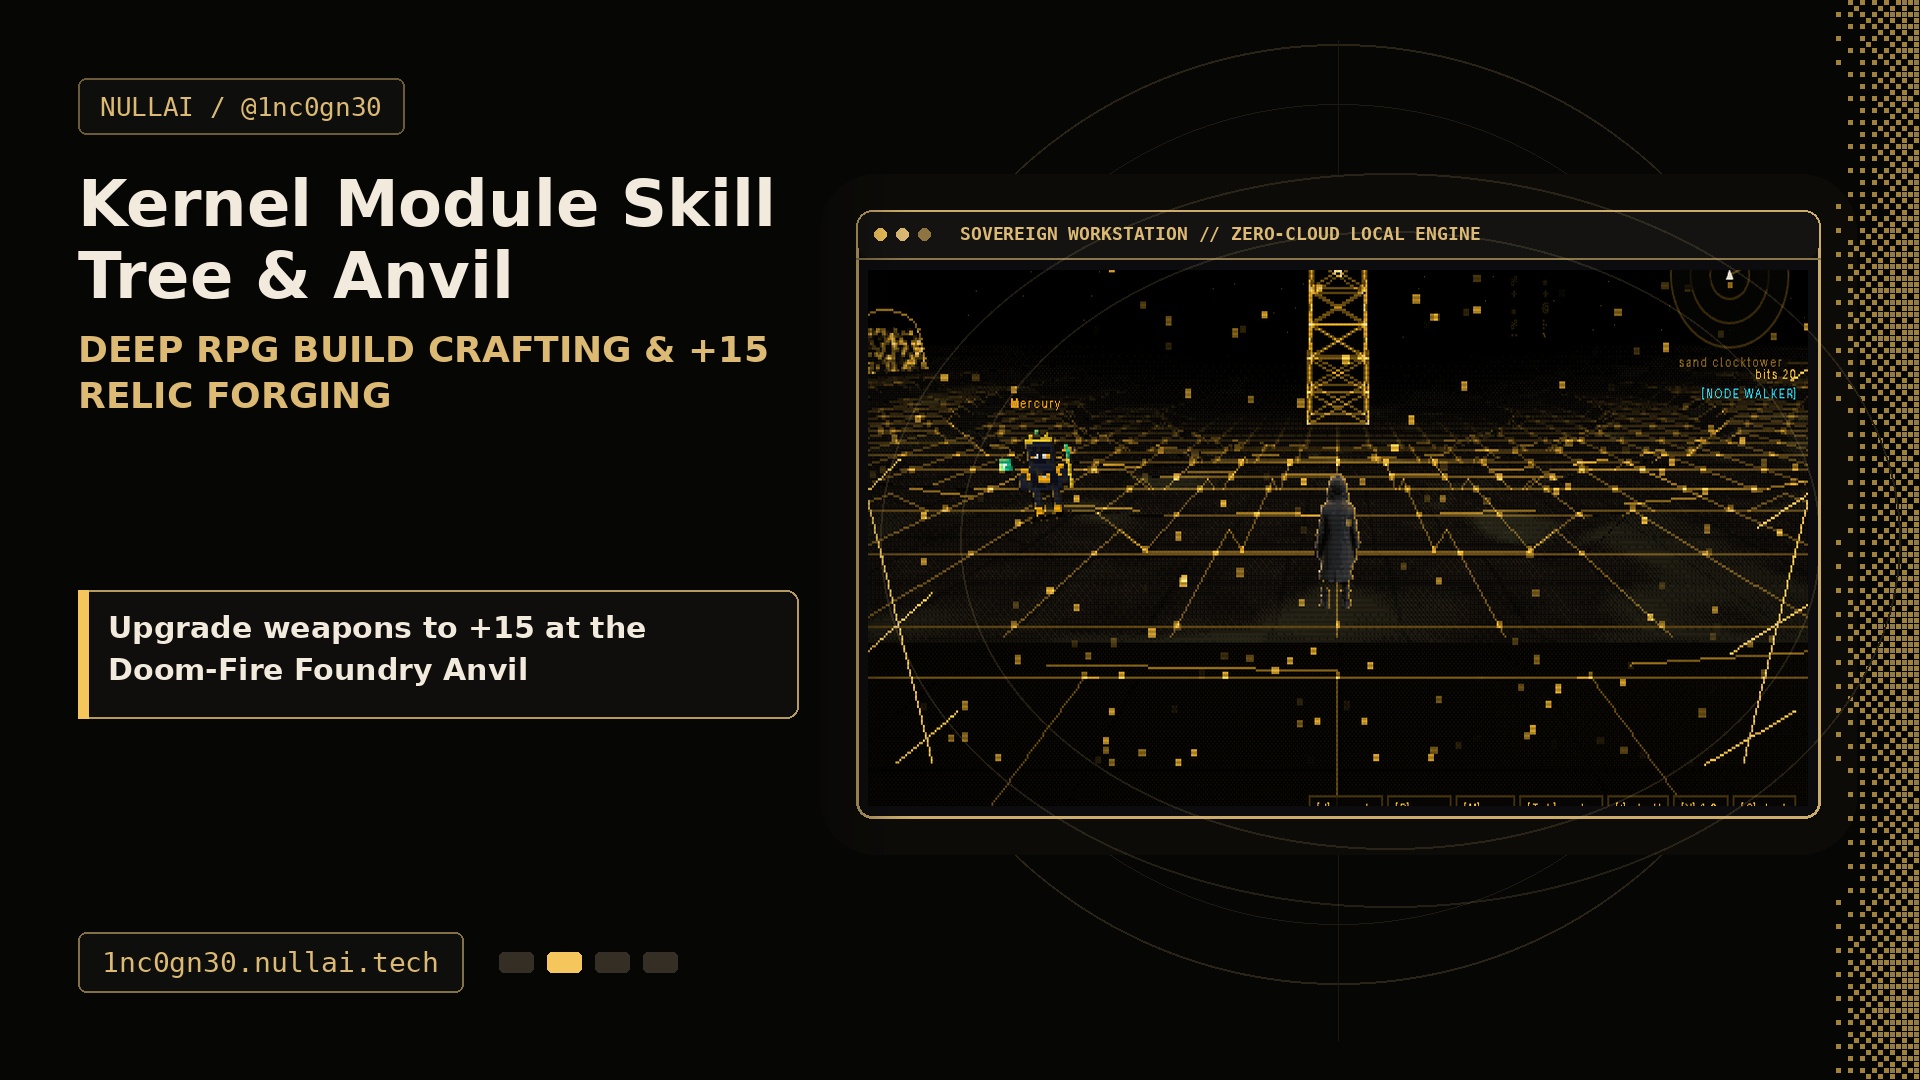 NULLAI / @1nc0gn30
Kernel Module Skill
Tree & Anvil
DEEP RPG BUILD CRAFTING & +15
RELIC FORGING
Upgrade weapons to +15 at the
Doom-Fire Foundry Anvil
1nc0gn30.nullai.tech
SOVEREIGN WORKSTATION // ZERO-CLOUD LOCAL ENGINE
sand clocktower
bits 20
[NODE WALKER]
Mercury